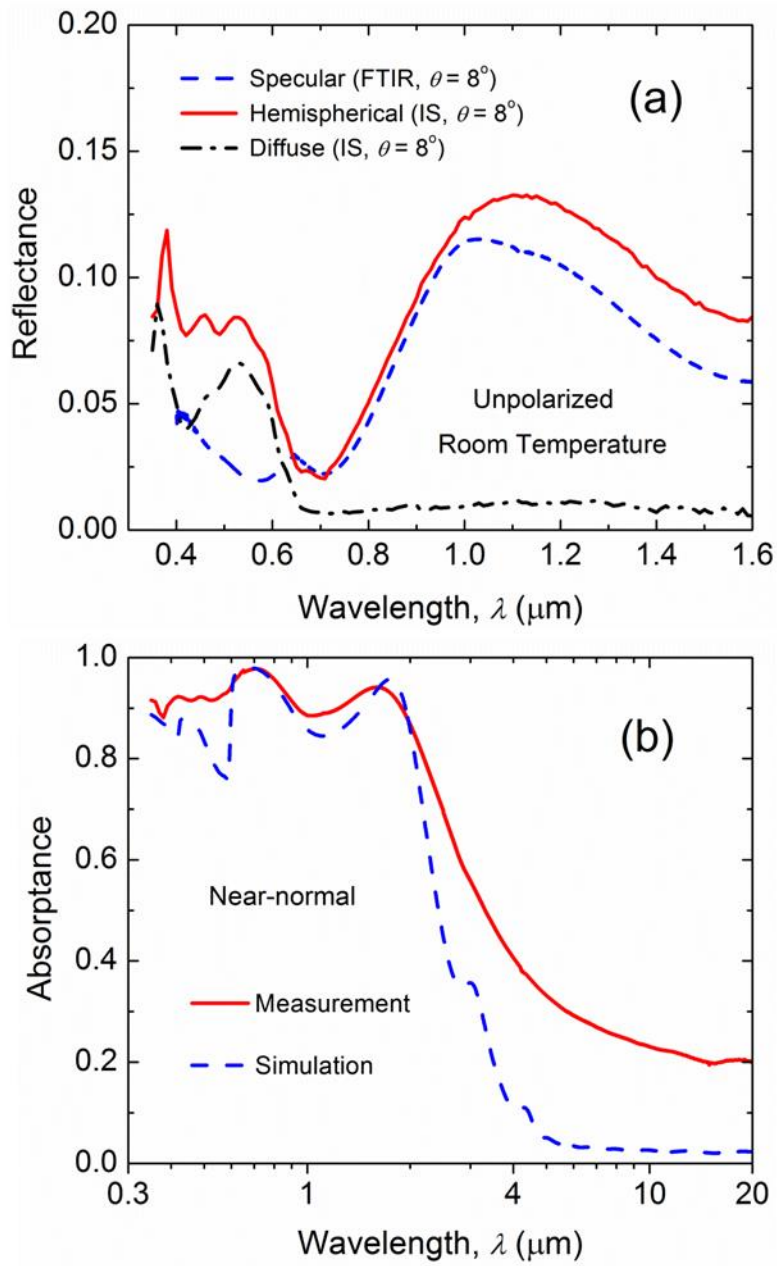 0.20
0.15
0.10
0.05
0.00
Reflectance
Specular (FTIR, θ = 8°)
Hemispherical (IS, θ = 8°)
Diffuse (IS, θ = 8°)
(a)
Unpolarized
Room Temperature
0.4 0.6 0.8 1.0 1.2 1.4 1.6
Wavelength, λ (μm)
1.0
0.8
0.6
0.4
0.2
0.0
Absorptance
(b)
Near-normal
Measurement
Simulation
0.3 1 4 10 20
Wavelength, λ (μm)